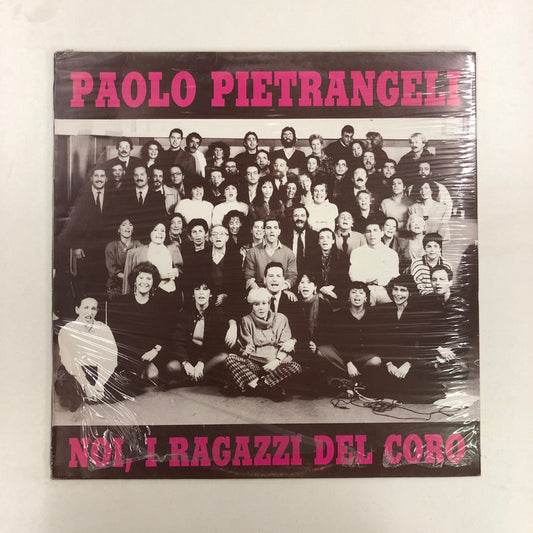 PAOLO PIETRANGELI
NOI, I RAGAZZI DEL CORO